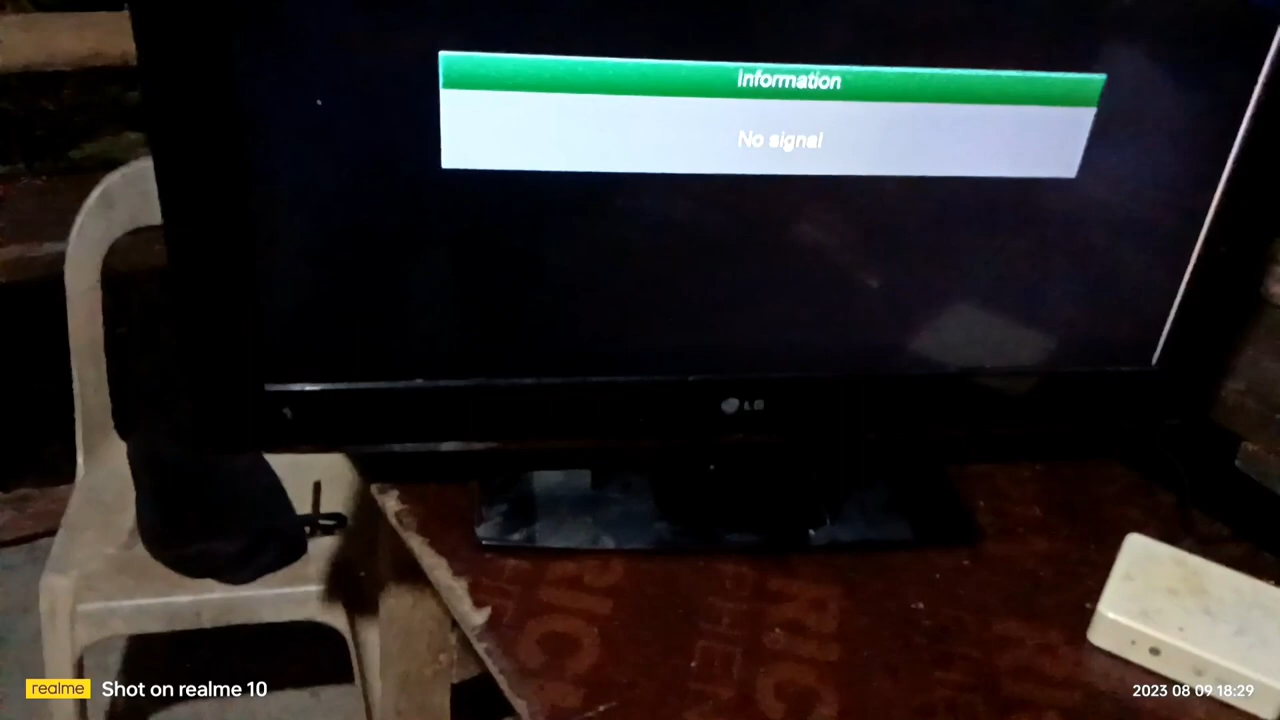 Information
No signal
LG
realme
Shot on realme 10
2023 08 09 18:29